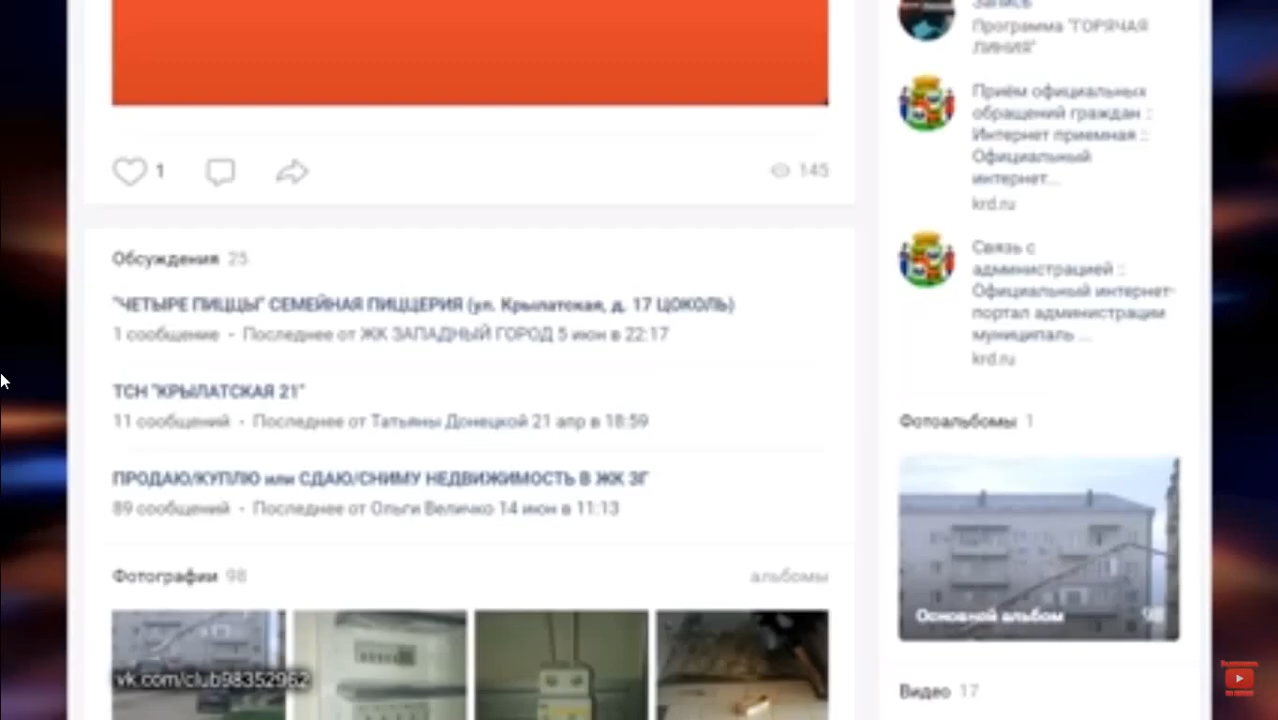 1
145
Обсуждения 25
"ЧЕТЫРЕ ПИЦЦЫ" СЕМЕЙНАЯ ПИЦЦЕРИЯ (ул. Крылатская, д. 17 ЦОКОЛЬ)
1 сообщение - Последнее от ЖК ЗАПАДНЫЙ ГОРОД 5 июн в 22:17
ТСН "КРЫЛАТСКАЯ 21"
11 сообщений - Последнее от Татьяны Донецкой 21 апр в 18:59
ПРОДАЮ/КУПЛЮ или СДАЮ/СНИМУ НЕДВИЖИМОСТЬ В ЖК ЗГ
89 сообщений - Последнее от Ольги Величко 14 июн в 11:13
Фотографии 98
альбомы
vk.com/club98352962
Запись
Программа "ГОРЯЧАЯ
ЛИНИЯ"
Приём официальных
обращений граждан ::
Интернет приемная ::
Официальный
интернет...
krd.ru
Связь с
администрацией ::
Официальный интернет-
портал администрации
муниципаль ...
krd.ru
Фотоальбомы 1
Основной альбом 98
Видео 17